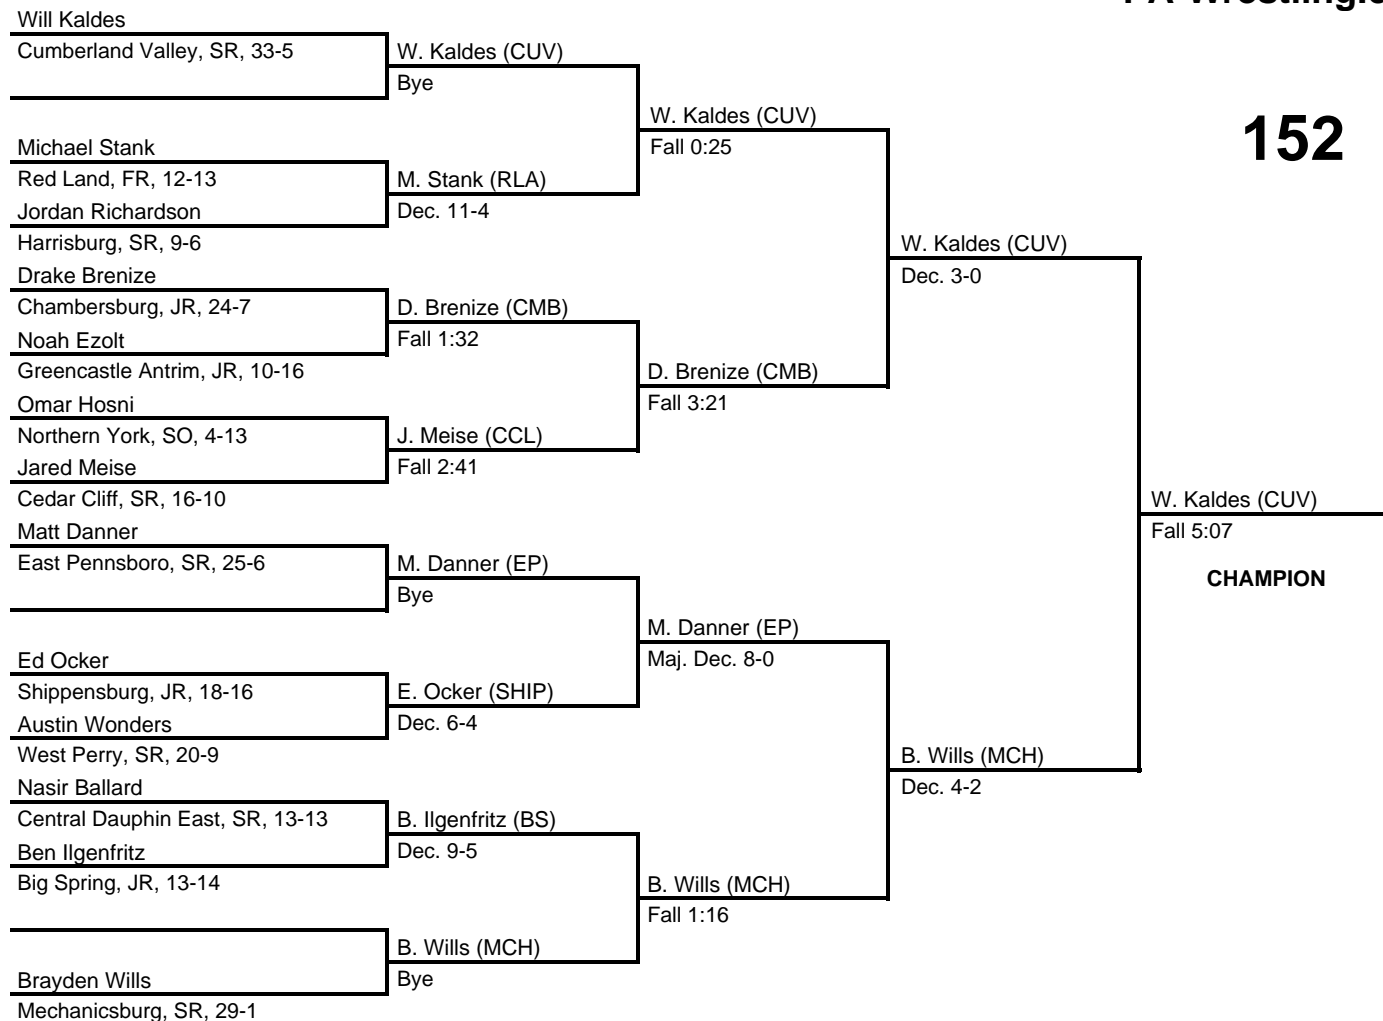 Will Kaldes
Cumberland Valley, SR, 33-5
W. Kaldes (CUV)
Bye
W. Kaldes (CUV)
Fall 0:25
152
Michael Stank
Red Land, FR, 12-13
M. Stank (RLA)
Jordan Richardson
Dec. 11-4
Harrisburg, SR, 9-6
W. Kaldes (CUV)
Drake Brenize
Dec. 3-0
Chambersburg, JR, 24-7
D. Brenize (CMB)
Noah Ezolt
Fall 1:32
Greencastle Antrim, JR, 10-16
D. Brenize (CMB)
Omar Hosni
Fall 3:21
Northern York, SO, 4-13
J. Meise (CCL)
Jared Meise
Fall 2:41
Cedar Cliff, SR, 16-10
W. Kaldes (CUV)
Matt Danner
Fall 5:07
East Pennsboro, SR, 25-6
M. Danner (EP)
CHAMPION
Bye
M. Danner (EP)
Ed Ocker
Maj. Dec. 8-0
Shippensburg, JR, 18-16
E. Ocker (SHIP)
Austin Wonders
Dec. 6-4
West Perry, SR, 20-9
B. Wills (MCH)
Nasir Ballard
Dec. 4-2
Central Dauphin East, SR, 13-13
B. Ilgenfritz (BS)
Ben Ilgenfritz
Dec. 9-5
Big Spring, JR, 13-14
B. Wills (MCH)
Fall 1:16
B. Wills (MCH)
Brayden Wills
Bye
Mechanicsburg, SR, 29-1